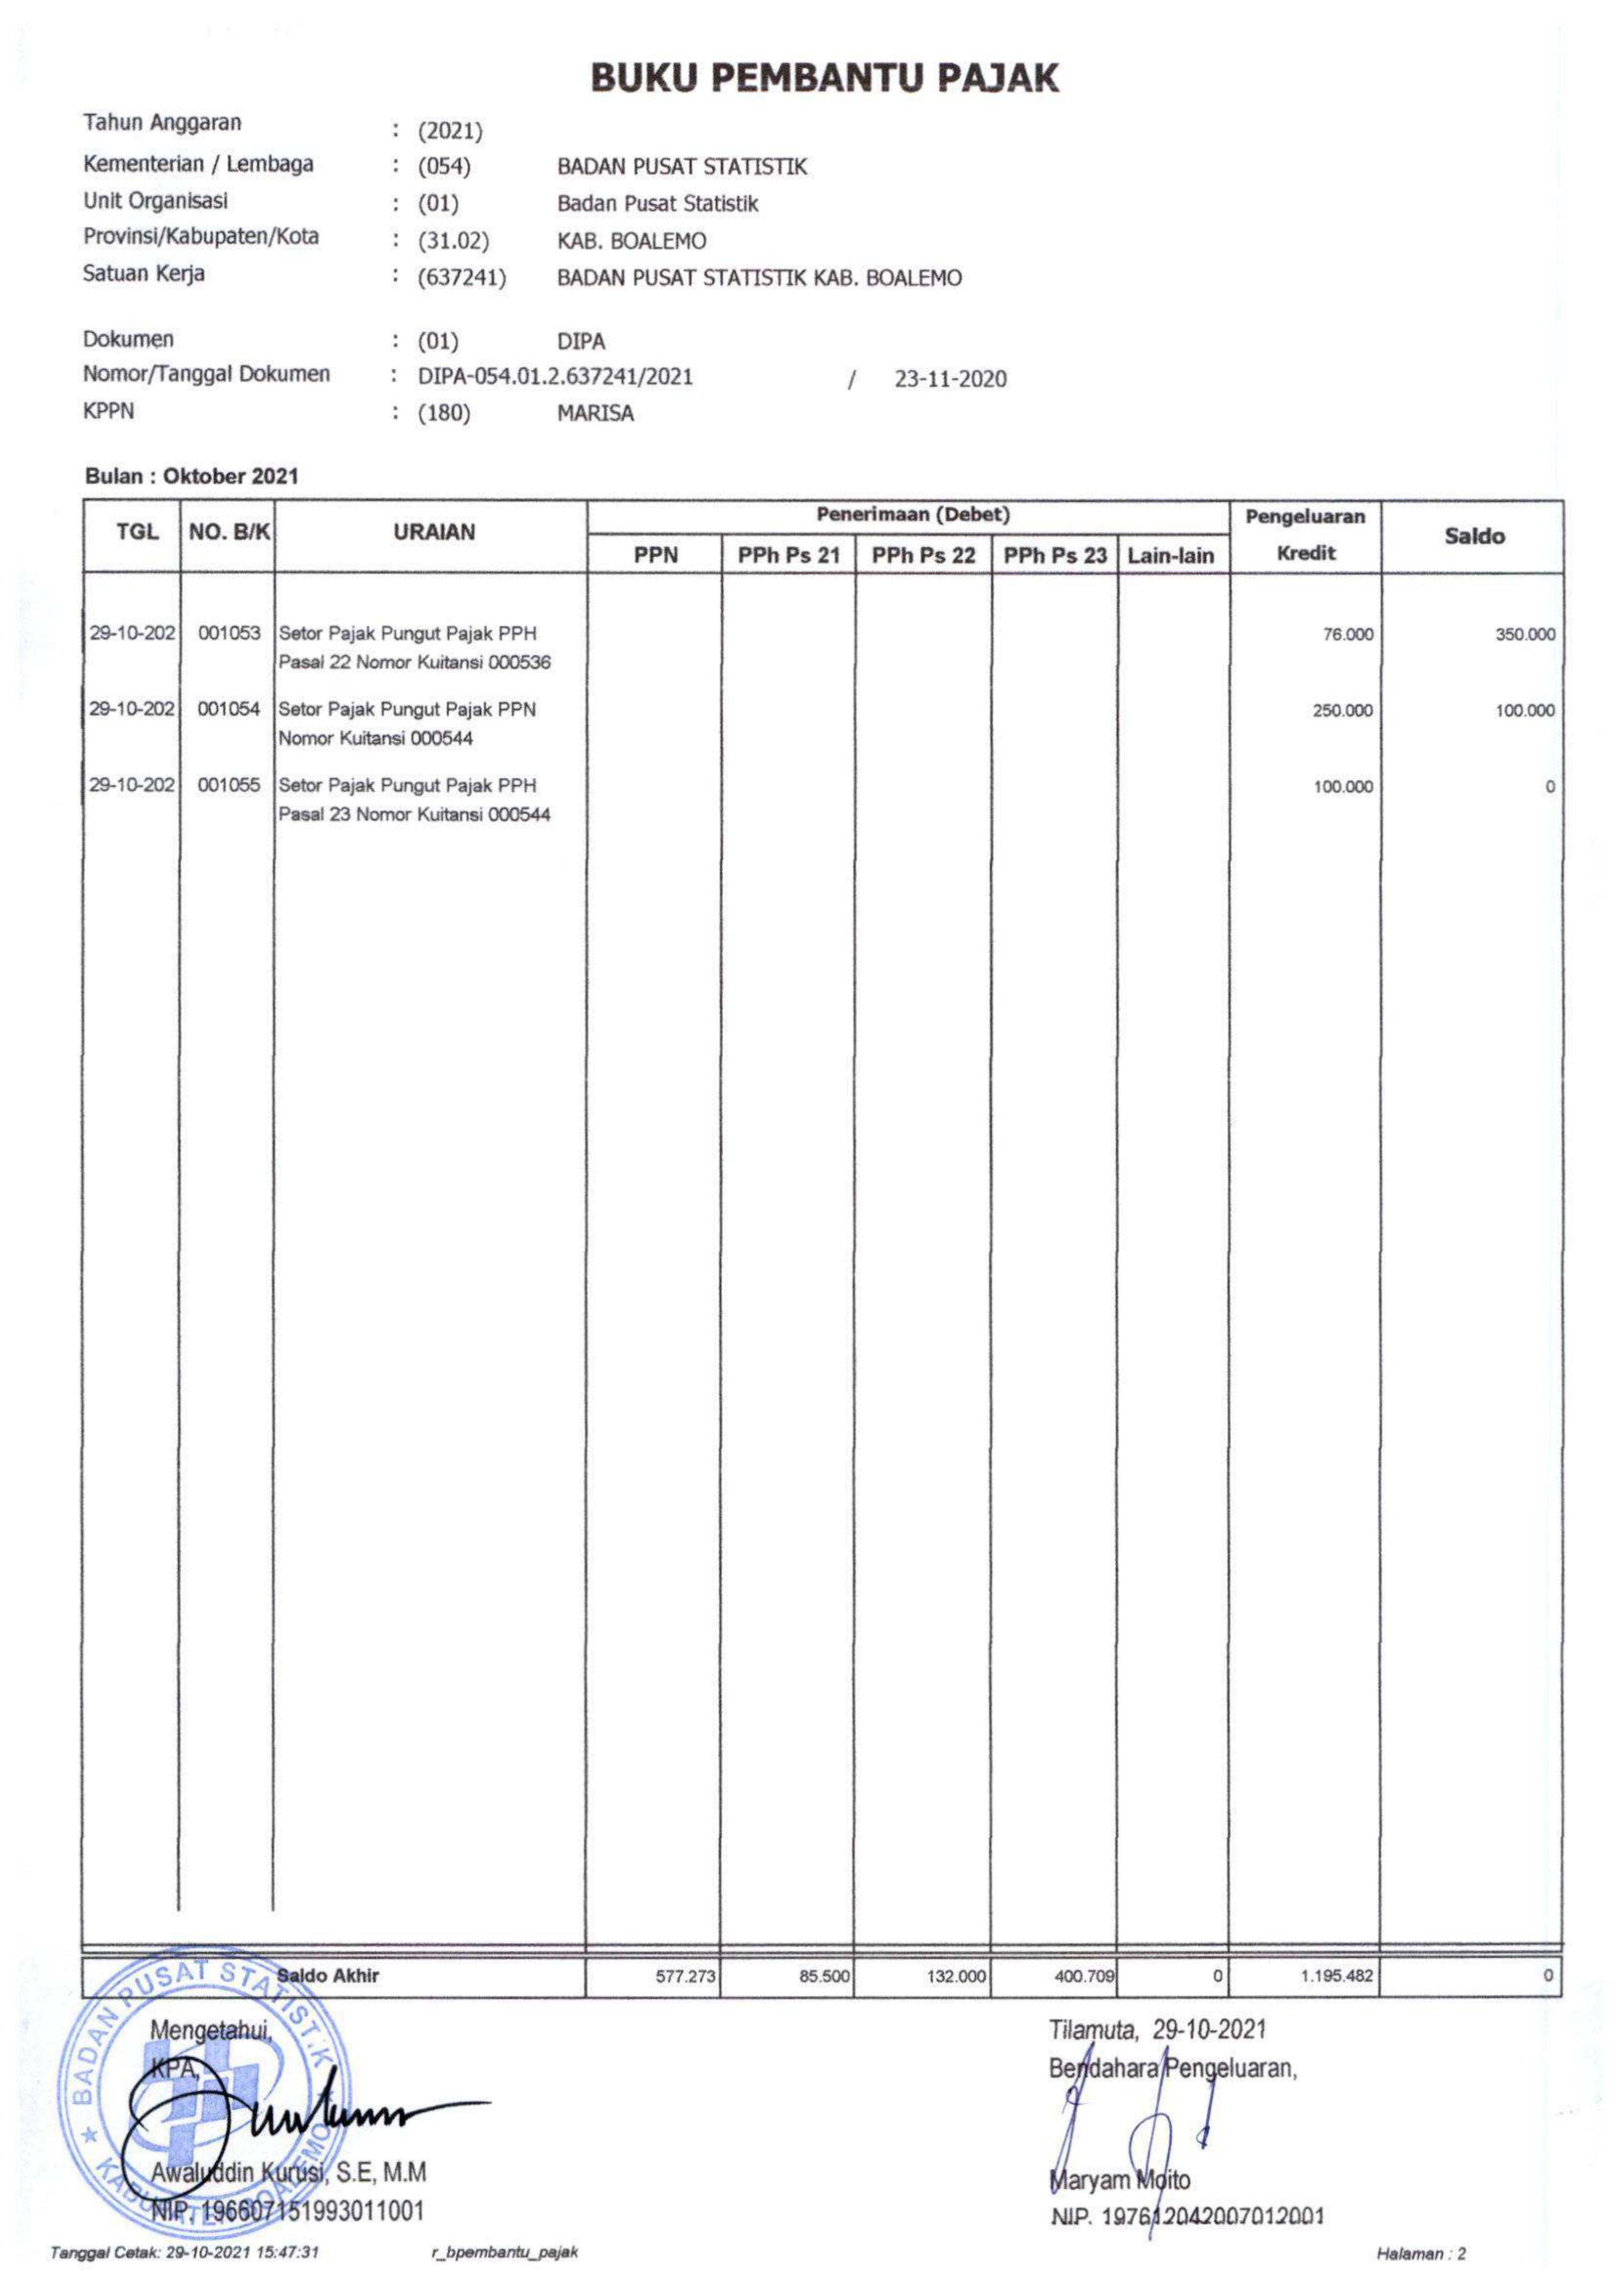 BUKU PEMBANTU PAJAK
Tahun Anggaran : (2021)
Kementerian / Lembaga : (054) BADAN PUSAT STATISTIK
Unit Organisasi : (01) Badan Pusat Statistik
Provinsi/Kabupaten/Kota : (31.02) KAB. BOALEMO
Satuan Kerja : (637241) BADAN PUSAT STATISTIK KAB. BOALEMO
Dokumen : (01) DIPA
Nomor/Tanggal Dokumen : DIPA-054.01.2.637241/2021 / 23-11-2020
KPPN : (180) MARISA
Bulan : Oktober 2021
TGL NO. B/K URAIAN Penerimaan (Debet) Pengeluaran Kredit Saldo
PPN PPh Ps 21 PPh Ps 22 PPh Ps 23 Lain-lain
29-10-202 001053 Setor Pajak Pungut Pajak PPH 76.000 350.000
Pasal 22 Nomor Kuitansi 000536
29-10-202 001054 Setor Pajak Pungut Pajak PPN 250.000 100.000
Nomor Kuitansi 000544
29-10-202 001055 Setor Pajak Pungut Pajak PPH 100.000 0
Pasal 23 Nomor Kuitansi 000544
Saldo Akhir 577.273 85.500 132.000 400.709 0 1.195.482 0
BADAN PUSAT STATISTIK
KABUPATEN BOALEMO
Mengetahui,
KPA,
Awaluddin Kurusi, S.E, M.M
NIP. 196607151993011001
Tilamuta, 29-10-2021
Bendahara Pengeluaran,
Maryam Moito
NIP. 197612042007012001
Tanggal Cetak: 29-10-2021 15:47:31 r_bpembantu_pajak Halaman : 2